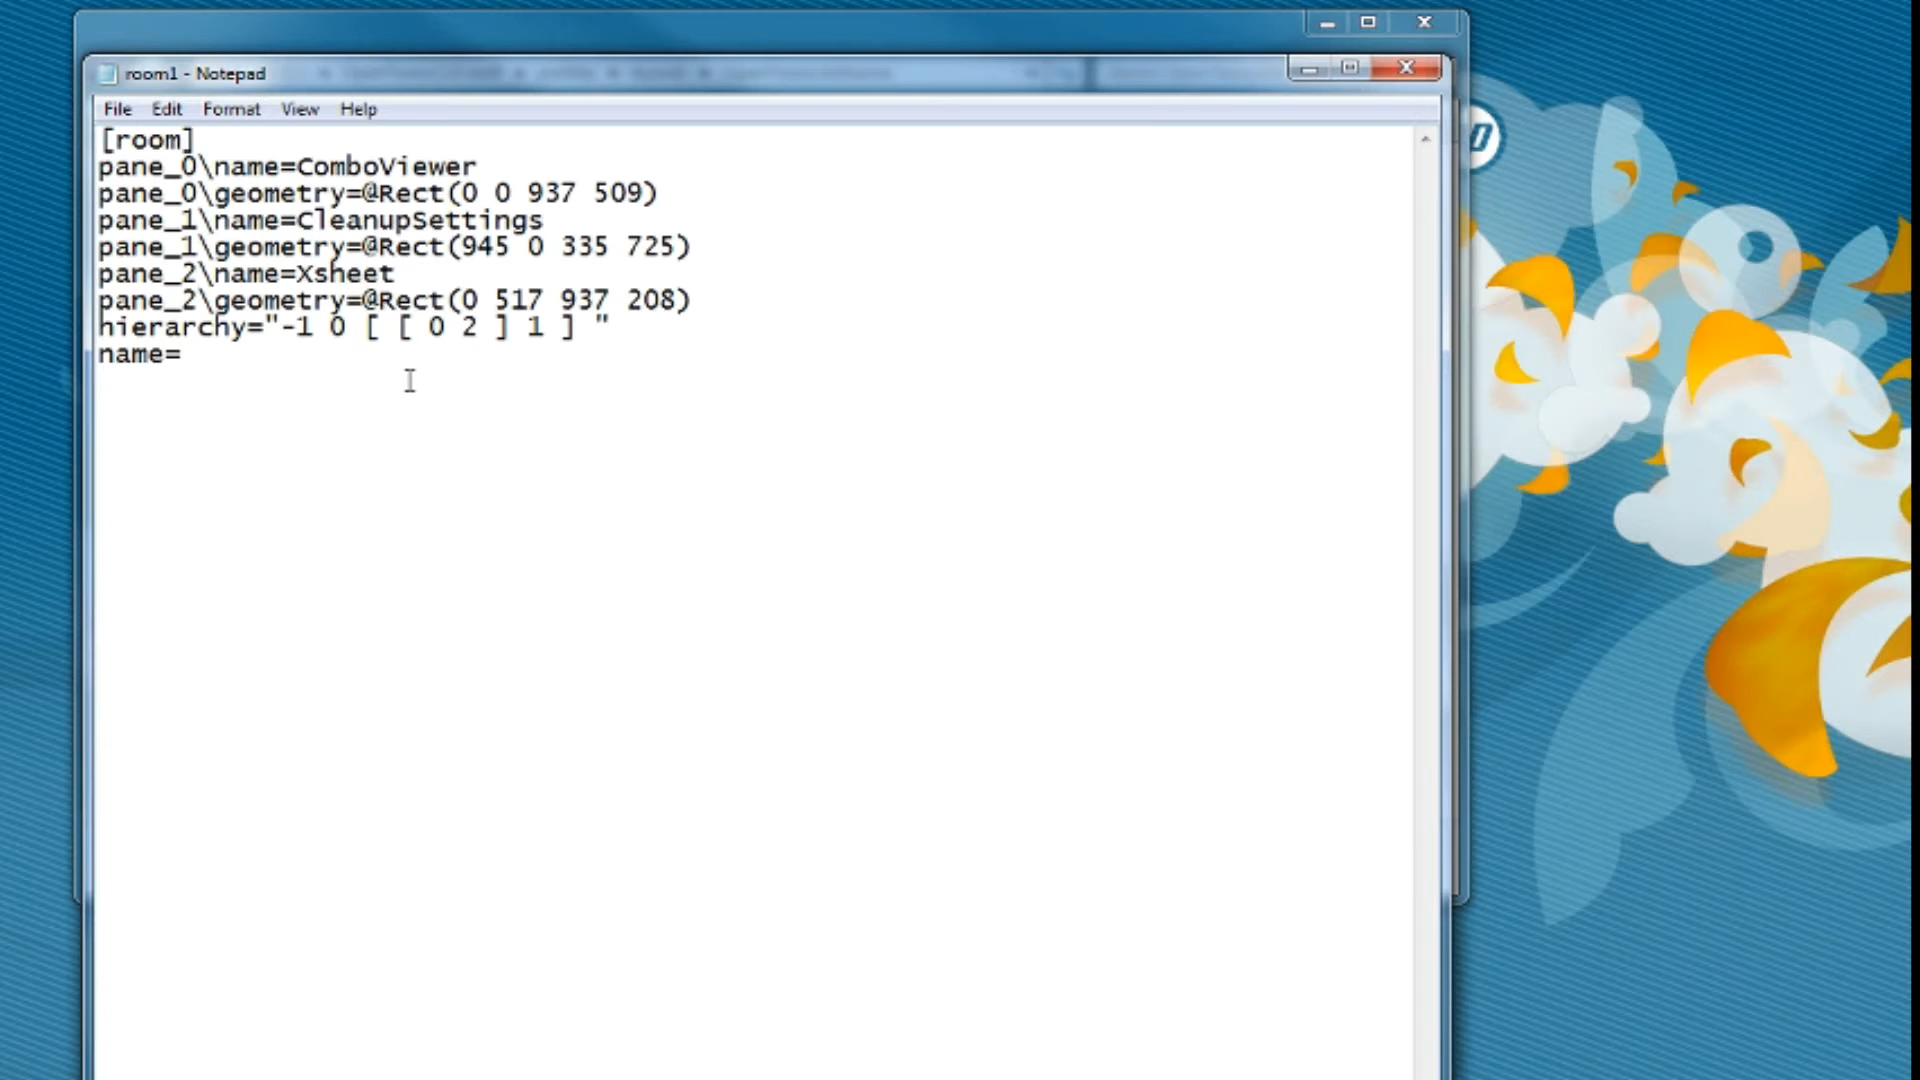 room1 - Notepad
File Edit Format View Help
[room]
pane_0\name=ComboViewer
pane_0\geometry=@Rect(0 0 937 509)
pane_1\name=CleanupSettings
pane_1\geometry=@Rect(945 0 335 725)
pane_2\name=Xsheet
pane_2\geometry=@Rect(0 517 937 208)
hierarchy="-1 0 [ [ 0 2 ] 1 ] "
name=